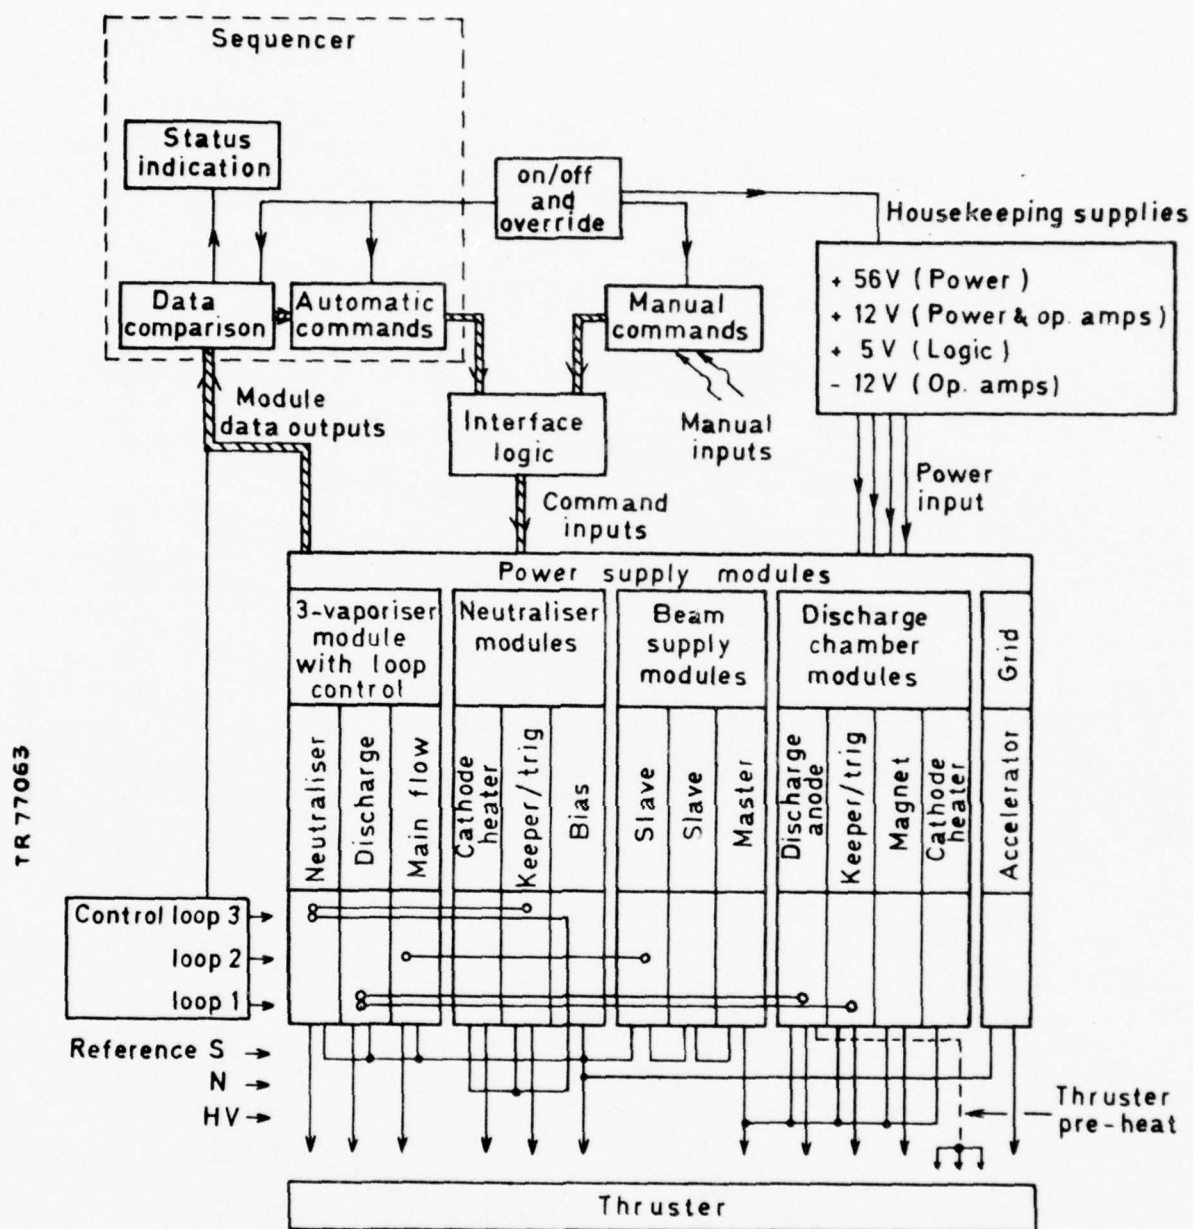 Sequencer
Status
indication
on/off
and
override
Housekeeping supplies
Data
comparison
Automatic
commands
Manual
commands
+ 56V (Power)
+ 12V (Power & op. amps)
+ 5V (Logic)
- 12V (Op. amps)
Module
data outputs
Interface
logic
Manual
inputs
Command
inputs
Power
input
Power supply modules
3-vaporiser
module
with loop
control
Neutraliser
modules
Beam
supply
modules
Discharge
chamber
modules
Grid
Neutraliser
Discharge
Main flow
Cathode
heater
Keeper/trig
Bias
Slave
Slave
Master
Discharge
anode
Keeper/trig
Magnet
Cathode
heater
Accelerator
TR 77063
Control loop 3
loop 2
loop 1
Reference S
N
HV
Thruster
pre-heat
Thruster